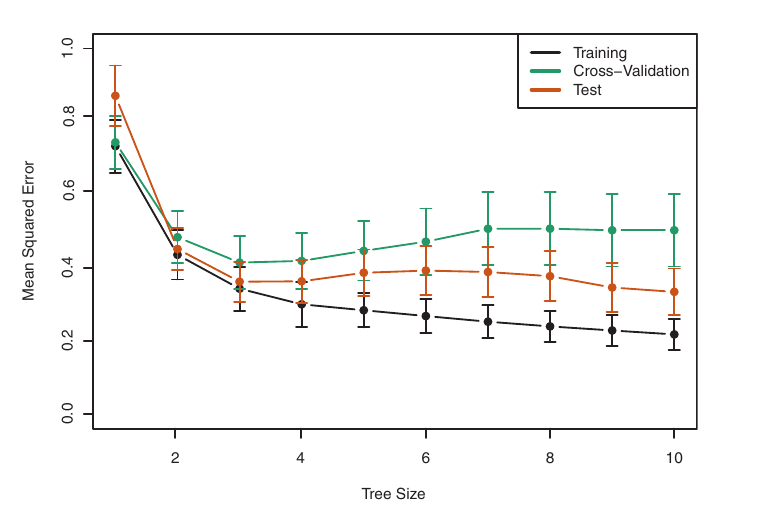 Training
Cross−Validation
Test
1.0
0.8
0.6
0.4
0.2
0.0
Mean Squared Error
2 4 6 8 10
Tree Size